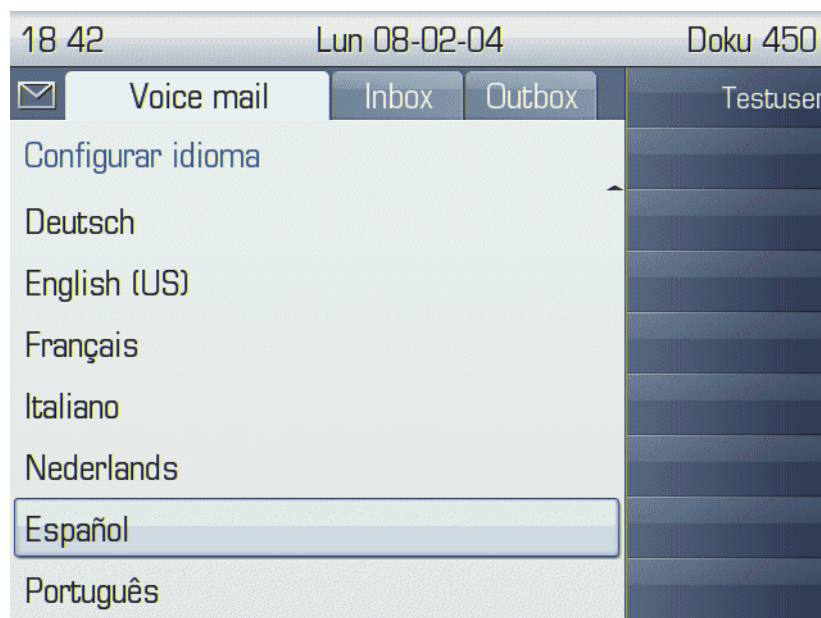 18 42 Lun 08-02-04 Doku 450
Voice mail Inbox Outbox Testuser
Configurar idioma
Deutsch
English (US)
Français
Italiano
Nederlands
Español
Português